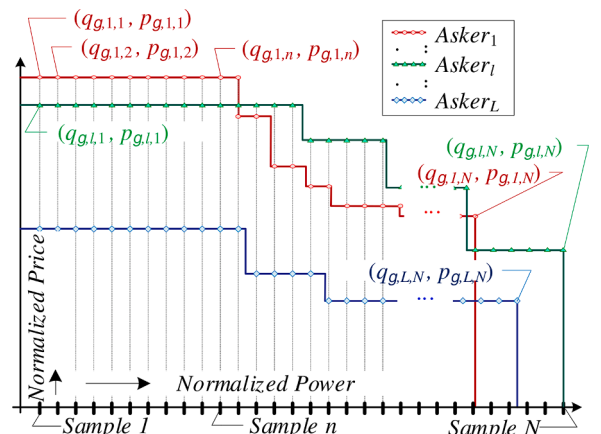 (q_{g,1,1}, p_{g,1,1})
(q_{g,1,2}, p_{g,1,2})
(q_{g,1,n}, p_{g,1,n})
Asker_1
Asker_l
Asker_L
(q_{g,l,1}, p_{g,l,1})
(q_{g,l,N}, p_{g,l,N})
(q_{g,1,N}, p_{g,1,N})
(q_{g,L,N}, p_{g,L,N})
Normalized Price
Normalized Power
Sample 1
Sample n
Sample N